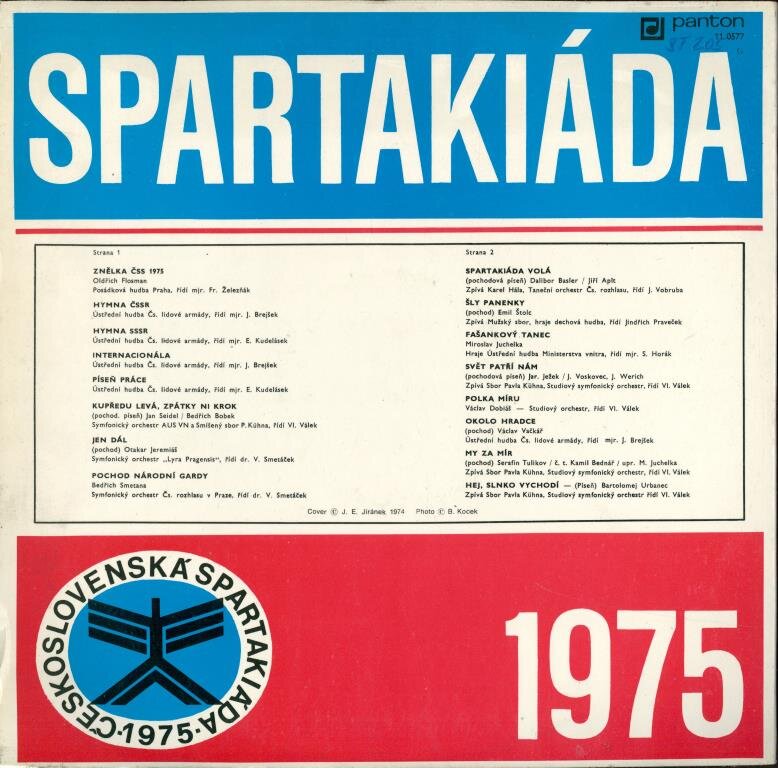 panton
11 0577
SPARTAKIÁDA
Strana 1
ZNĚLKA ČSS 1975
Oldřich Flosman
Posádková hudba Praha, řídí mjr. Fr. Železňák
HYMNA ČSSR
Ústřední hudba Čs. lidové armády, řídí mjr. J. Brejšek
HYMNA SSSR
Ústřední hudba Čs. lidové armády, řídí mjr. E. Kudelásek
INTERNACIONÁLA
Ústřední hudba Čs. lidové armády, řídí mjr. J. Brejšek
PÍSEŇ PRÁCE
Ústřední hudba Čs. lidové armády, řídí mjr. E. Kudelásek
KUPŘEDU LEVÁ, ZPÁTKY NI KROK
(pochod. píseň) Jan Seidel / Bedřich Bobek
Symfonický orchestr AUS VN a Smíšený sbor P. Kühna, řídí Vl. Válek
JEN DÁL
(pochod) Otakar Jeremiáš
Symfonický orchestr „Lyra Pragensis", řídí dr. V. Smetáček
POCHOD NÁRODNÍ GARDY
Bedřich Smetana
Symfonický orchestr Čs. rozhlasu v Praze, řídí dr. V. Smetáček
Strana 2
SPARTAKIÁDA VOLÁ
(pochodová píseň) Dalibor Basler / Jiří Aplt
Zpívá Karel Hála, Taneční orchestr Čs. rozhlasu, řídí J. Vobruba
ŠLY PANENKY
(pochod) Emil Štolc
Zpívá Mužský sbor, hraje dechová hudba, řídí Jindřich Praveček
FAŠANKOVÝ TANEC
Miroslav Juchelka
Hraje Ústřední hudba Ministerstva vnitra, řídí mjr. S. Horák
SVĚT PATŘÍ NÁM
(pochodová píseň) Jar. Ježek / J. Voskovec, J. Werich
Zpívá Sbor Pavla Kühna, Studiový symfonický orchestr, řídí Vl. Válek
POLKA MÍRU
Václav Dobiáš — Studiový orchestr, řídí Vl. Válek
OKOLO HRADCE
(pochod) Václav Vačkář
Ústřední hudba Čs. lidové armády, řídí mjr. J. Brejšek
MY ZA MÍR
(pochod) Serafin Tulikov / č. t. Kamil Bednář / upr. M. Juchelka
Zpívá Sbor Pavla Kühna, Studiový symfonický orchestr, řídí Vl. Válek
HEJ, SLNKO VYCHODÍ — (Píseň) Bartolomej Urbanec
Zpívá Sbor Pavla Kühna, Studiový symfonický orchestr řídí Vl. Válek
Cover © J. E. Jiránek 1974 Photo © B. Kocek
ČESKOSLOVENSKÁ SPARTAKIÁDA
·1975·
1975